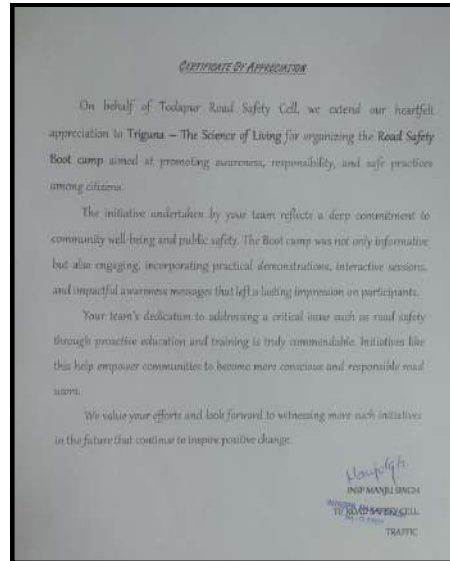 CERTIFICATE OF APPRECIATION
On behalf of Todapur Road Safety Cell, we extend our heartfelt
appreciation to Triguna – The Science of Living for organizing the Road Safety
Boot camp aimed at promoting awareness, responsibility, and safe practices
among citizens.
The initiative undertaken by your team reflects a deep commitment to
community well-being and public safety. The Boot camp was not only informative
but also engaging, incorporating practical demonstrations, interactive sessions,
and impactful awareness messages that left a lasting impression on participants.
Your team's dedication to addressing a critical issue such as road safety
through proactive education and training is truly commendable. Initiatives like
this help empower communities to become more conscious and responsible road
users.
We value your efforts and look forward to witnessing more such initiatives
in the future that continue to inspire positive change.
INSP MANJU SINGH
ROAD SAFETY CELL
TRAFFIC